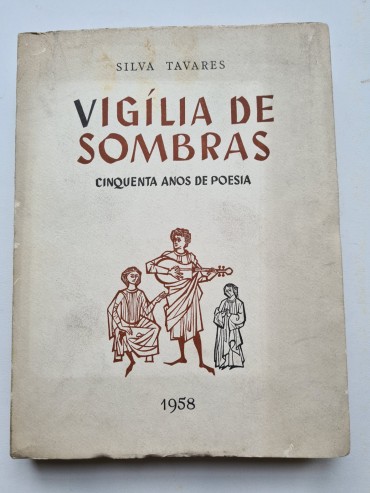 SILVA TAVARES
VIGÍLIA DE
SOMBRAS
CINQUENTA ANOS DE POESIA
1958